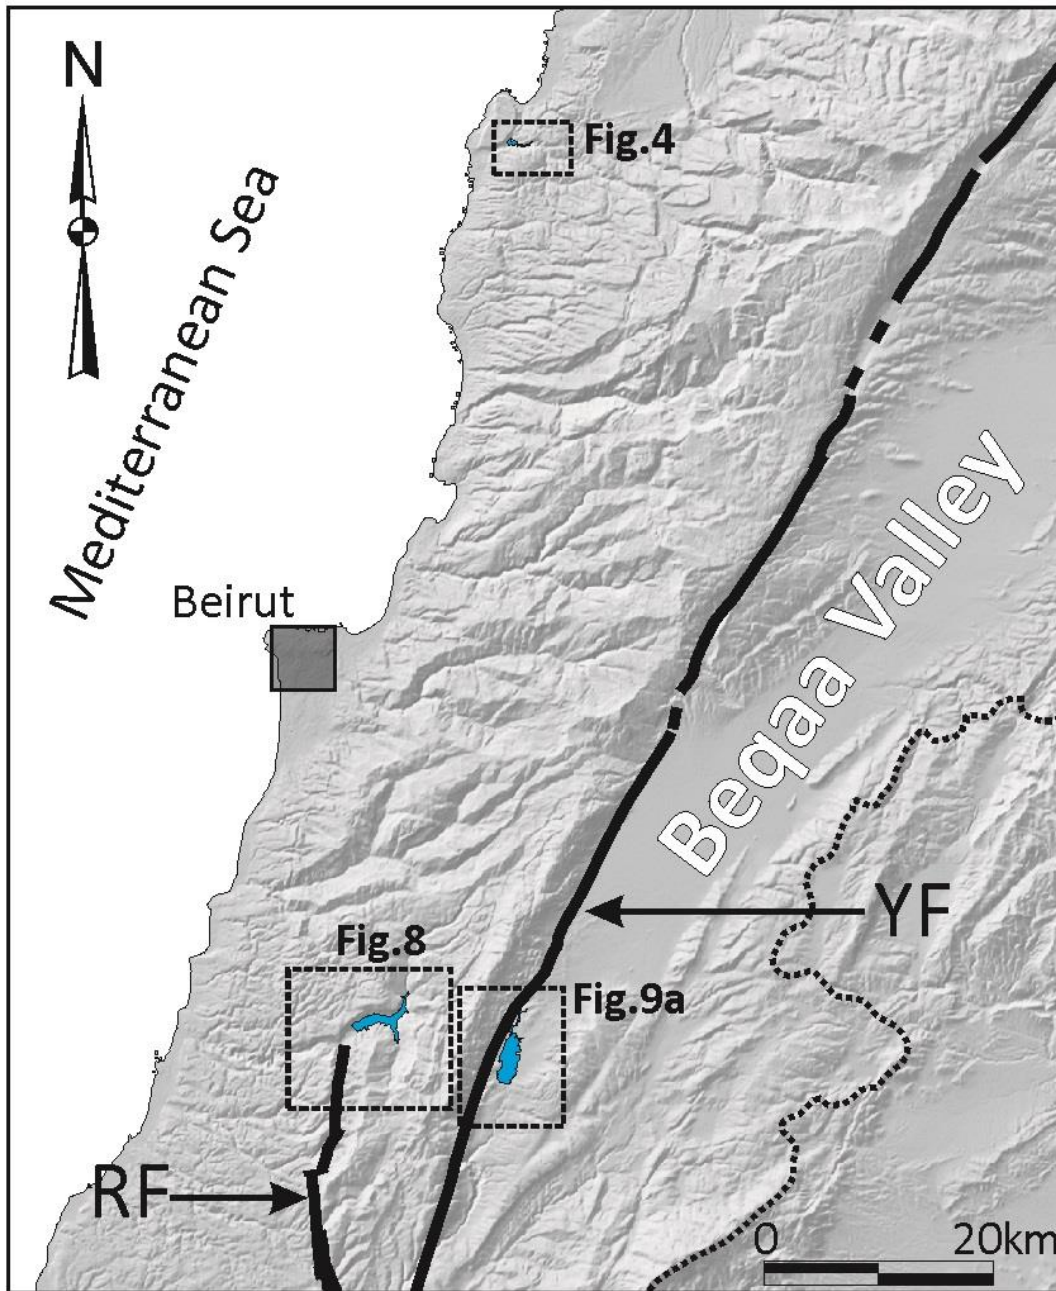 N
Fig.4
Mediterranean Sea
Beqaa Valley
Beirut
YF
Fig.8
Fig.9a
RF
0 20km